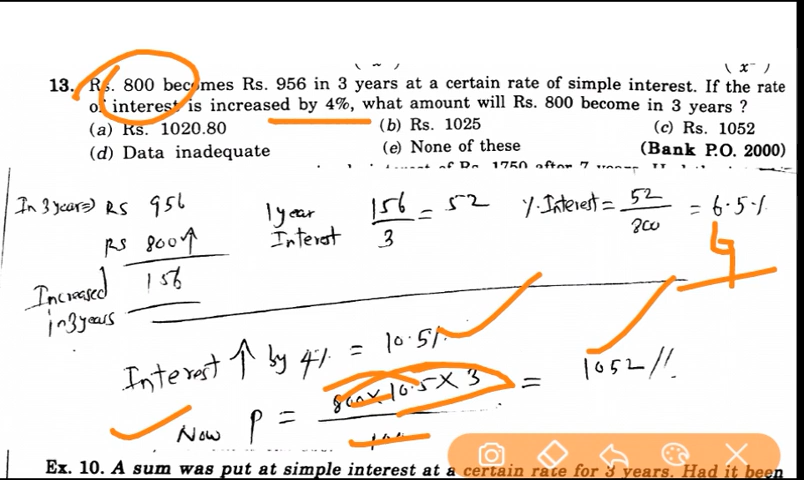 ( x )
13. Rs. 800 becomes Rs. 956 in 3 years at a certain rate of simple interest. If the rate
of interest is increased by 4%, what amount will Rs. 800 become in 3 years ?
(a) Rs. 1020.80 (b) Rs. 1025 (c) Rs. 1052
(d) Data inadequate (e) None of these (Bank P.O. 2000)
In 3 years ⇒ RS 956
RS 800↑
Increased 156
in 3 years
1 year Interest 156/3 = 52
%. Interest = 52/800 = 6.5%
4
Interest ↑ by 4% = 10.5%
Now P = 800 x 10.5 x 3 / 100 = 1052 //.
Ex. 10. A sum was put at simple interest at a certain rate for 3 years. Had it been